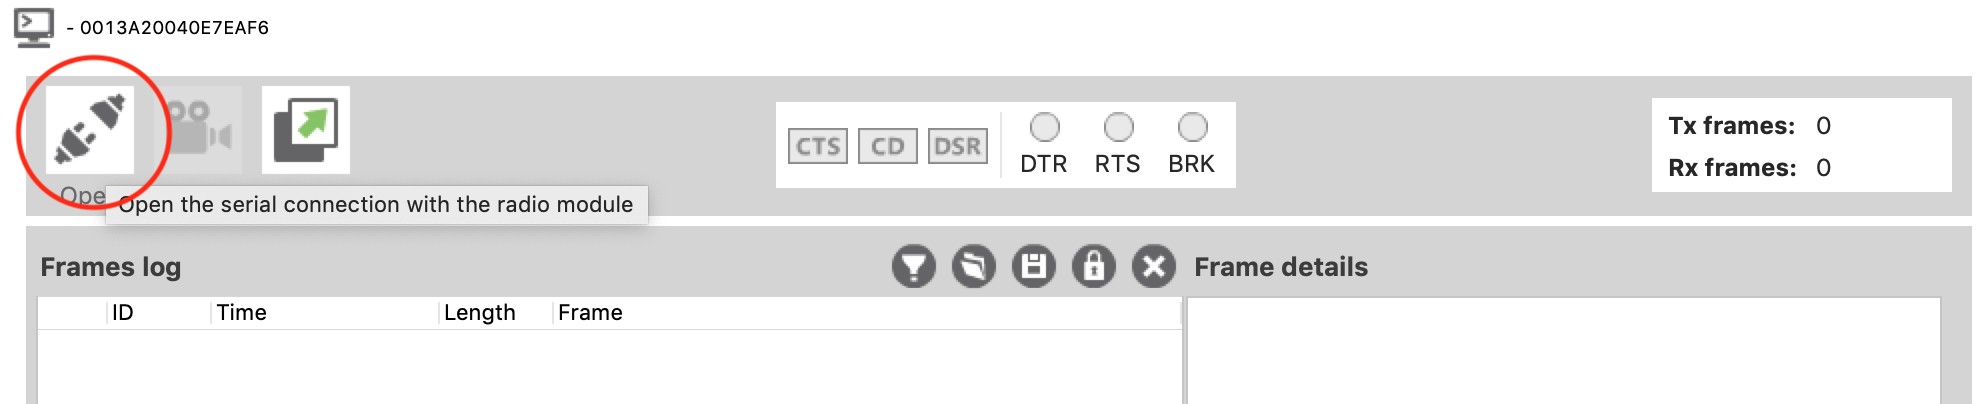 - 0013A20040E7EAF6
CTS CD DSR
DTR RTS BRK
Tx frames: 0
Rx frames: 0
Ope
Open the serial connection with the radio module
Frames log
Frame details
ID Time Length Frame